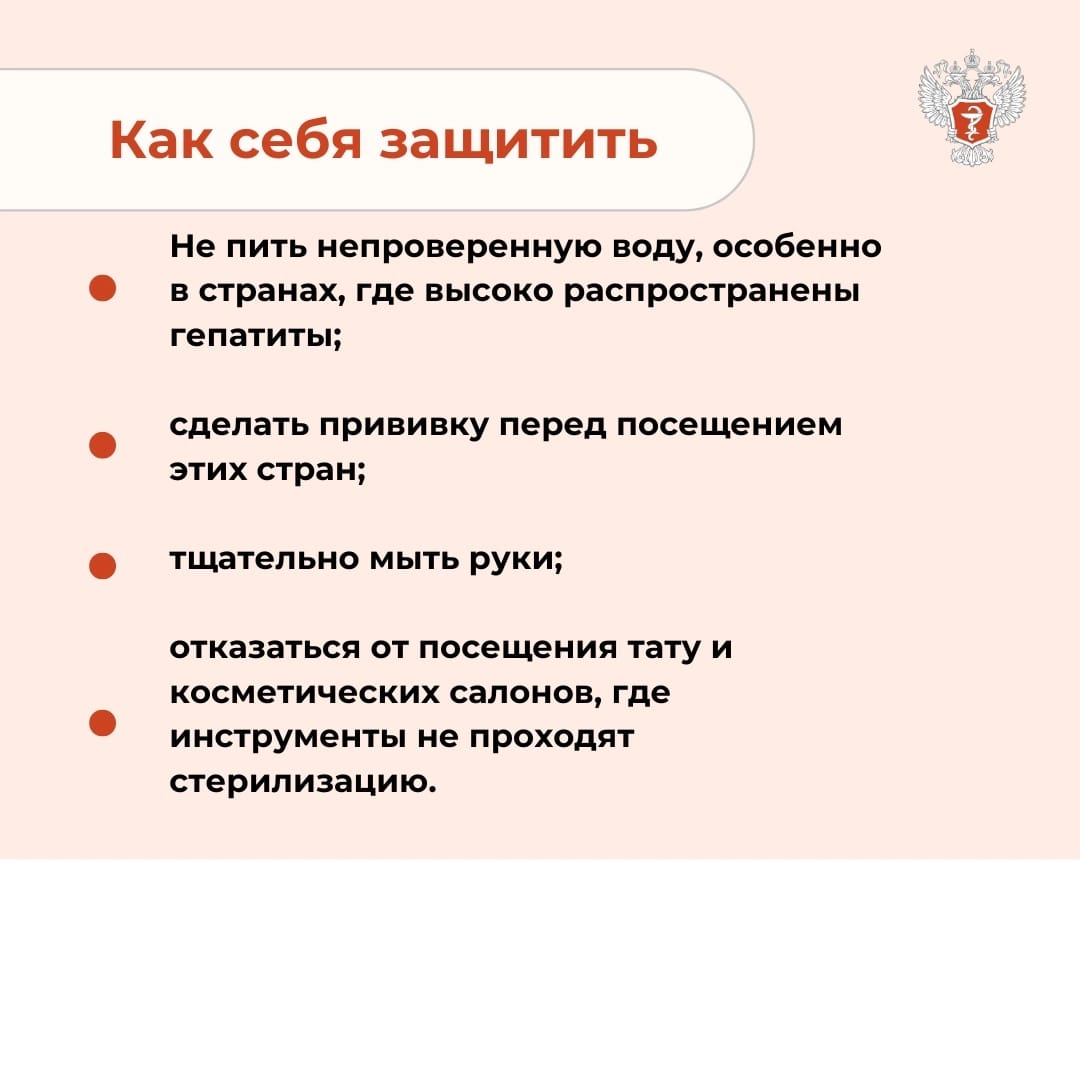 Как себя защитить
Не пить непроверенную воду, особенно
в странах, где высоко распространены
гепатиты;
сделать прививку перед посещением
этих стран;
тщательно мыть руки;
отказаться от посещения тату и
косметических салонов, где
инструменты не проходят
стерилизацию.